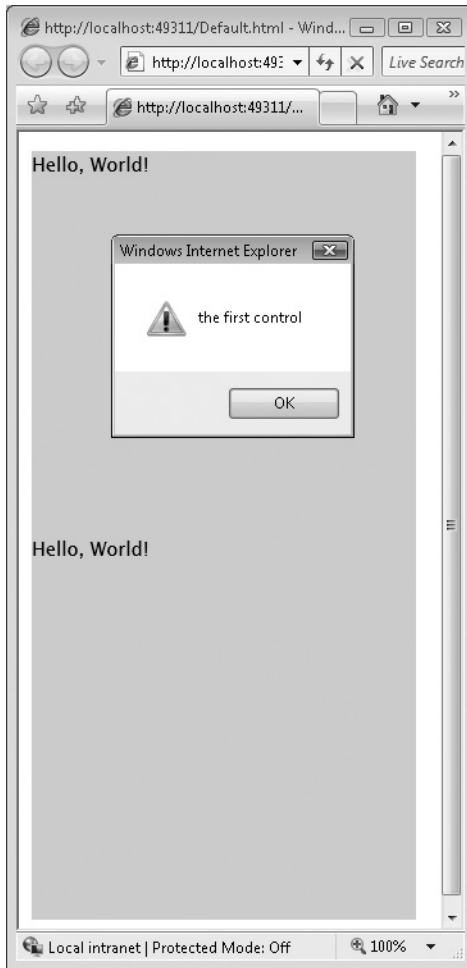 http://localhost:49311/Default.html - Wind...
http://localhost:493
Live Search
http://localhost:49311/...
Hello, World!
Windows Internet Explorer
the first control
OK
Hello, World!
Local intranet | Protected Mode: Off
100%